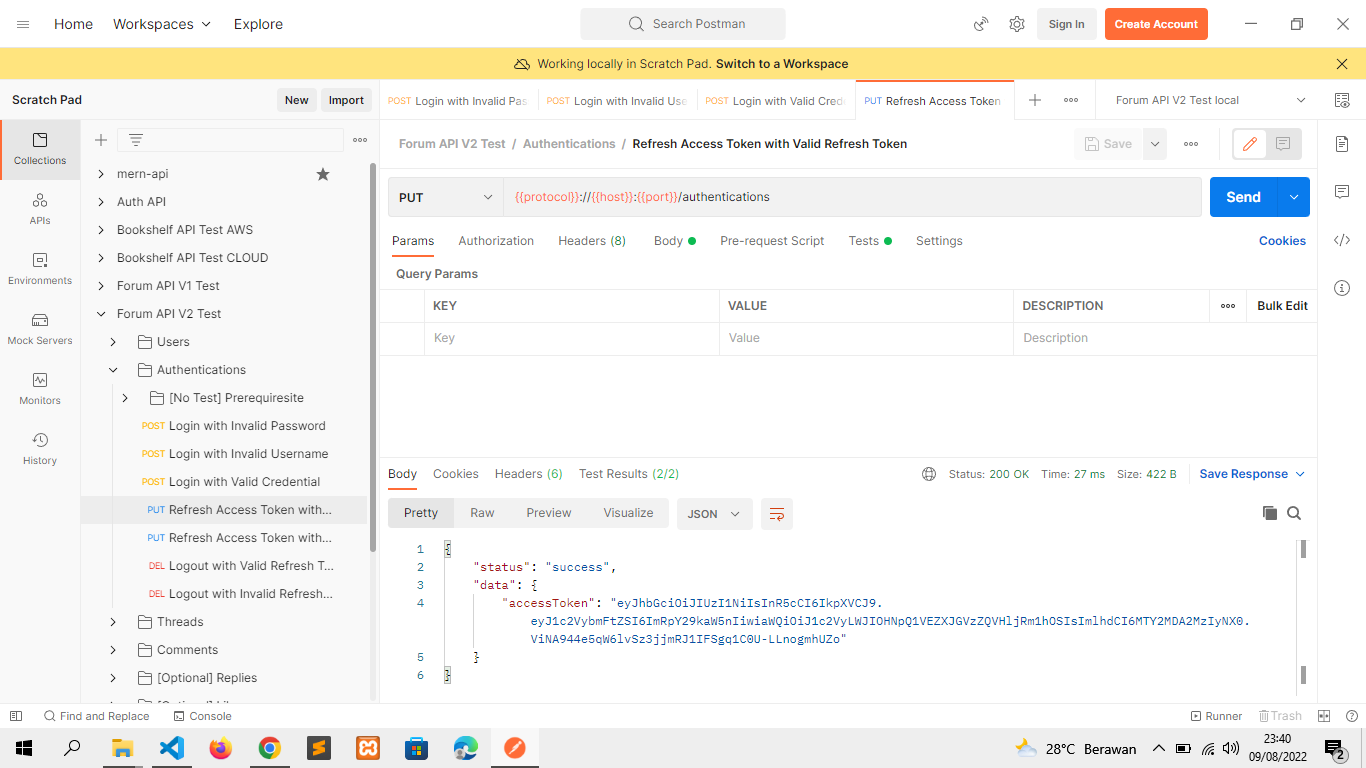 Home Workspaces Explore Search Postman Sign In Create Account
Working locally in Scratch Pad. Switch to a Workspace
Scratch Pad New Import
POST Login with Invalid Pas POST Login with Invalid Use POST Login with Valid Cred PUT Refresh Access Token Forum API V2 Test local
Collections
APIs
Environments
Mock Servers
Monitors
History
mern-api
Auth API
Bookshelf API Test AWS
Bookshelf API Test CLOUD
Forum API V1 Test
Forum API V2 Test
Users
Authentications
[No Test] Prerequiresite
POST Login with Invalid Password
POST Login with Invalid Username
POST Login with Valid Credential
PUT Refresh Access Token with...
PUT Refresh Access Token with...
DEL Logout with Valid Refresh T...
DEL Logout with Invalid Refresh...
Threads
Comments
[Optional] Replies
Forum API V2 Test / Authentications / Refresh Access Token with Valid Refresh Token Save
PUT {{protocol}}://{{host}}:{{port}}/authentications Send
Params Authorization Headers (8) Body Pre-request Script Tests Settings Cookies
Query Params
KEY VALUE DESCRIPTION Bulk Edit
Key Value Description
Body Cookies Headers (6) Test Results (2/2) Status: 200 OK Time: 27 ms Size: 422 B Save Response
Pretty Raw Preview Visualize JSON
1 {
2 "status": "success",
3 "data": {
4 "accessToken": "eyJhbGciOiJIUzI1NiIsInR5cCI6IkpXVCJ9.
eyJ1c2VybmFtZSI6ImRpY29kaW5nIiwiaWQiOiJ1c2VyLWJIOHNpQ1VEZXJGVzZQVHljRm1hOSIsImlhdCI6MTY2MDA2MzIyNX0.
ViNA944e5qW6lvSz3jjmRJ1IFSgq1C0U-LLnogmhUZo"
5 }
6 }
Find and Replace Console Runner Trash
28°C Berawan 23:40
09/08/2022
2